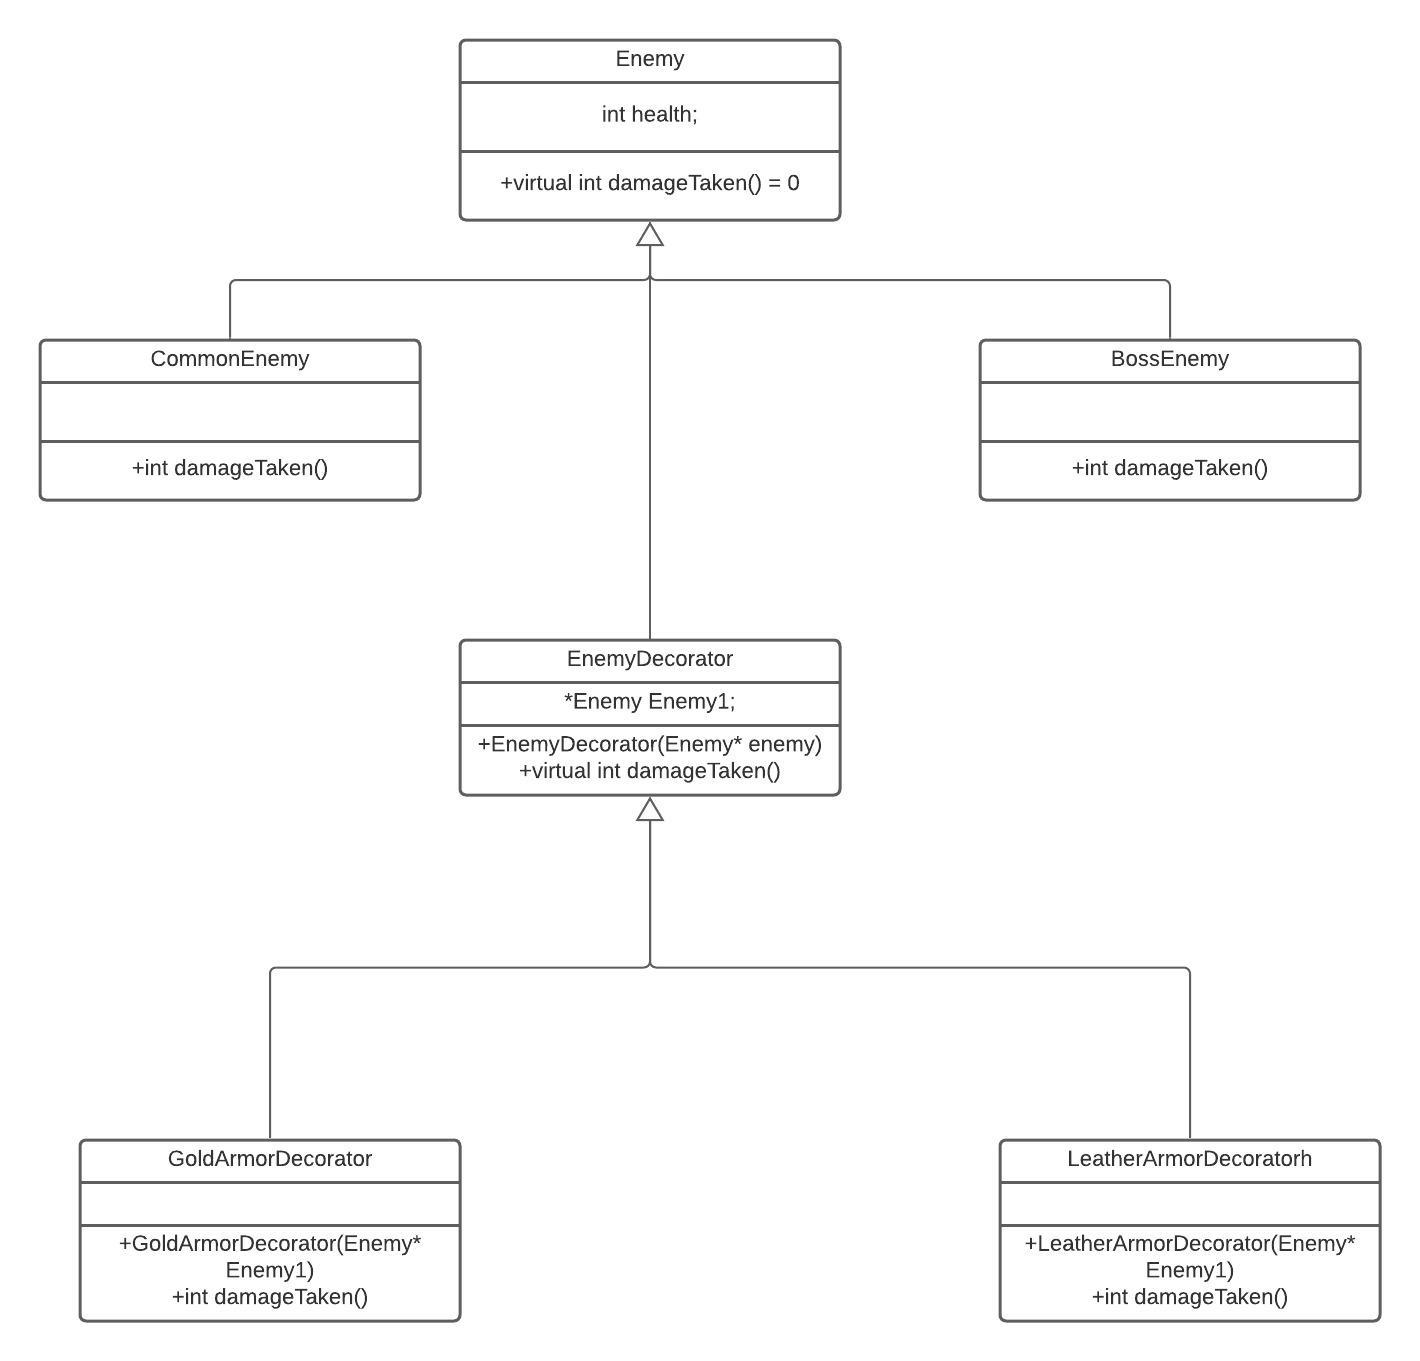 Enemy
int health;
+virtual int damageTaken() = 0
CommonEnemy
+int damageTaken()
BossEnemy
+int damageTaken()
EnemyDecorator
*Enemy Enemy1;
+EnemyDecorator(Enemy* enemy)
+virtual int damageTaken()
GoldArmorDecorator
+GoldArmorDecorator(Enemy*
Enemy1)
+int damageTaken()
LeatherArmorDecoratorh
+LeatherArmorDecorator(Enemy*
Enemy1)
+int damageTaken()